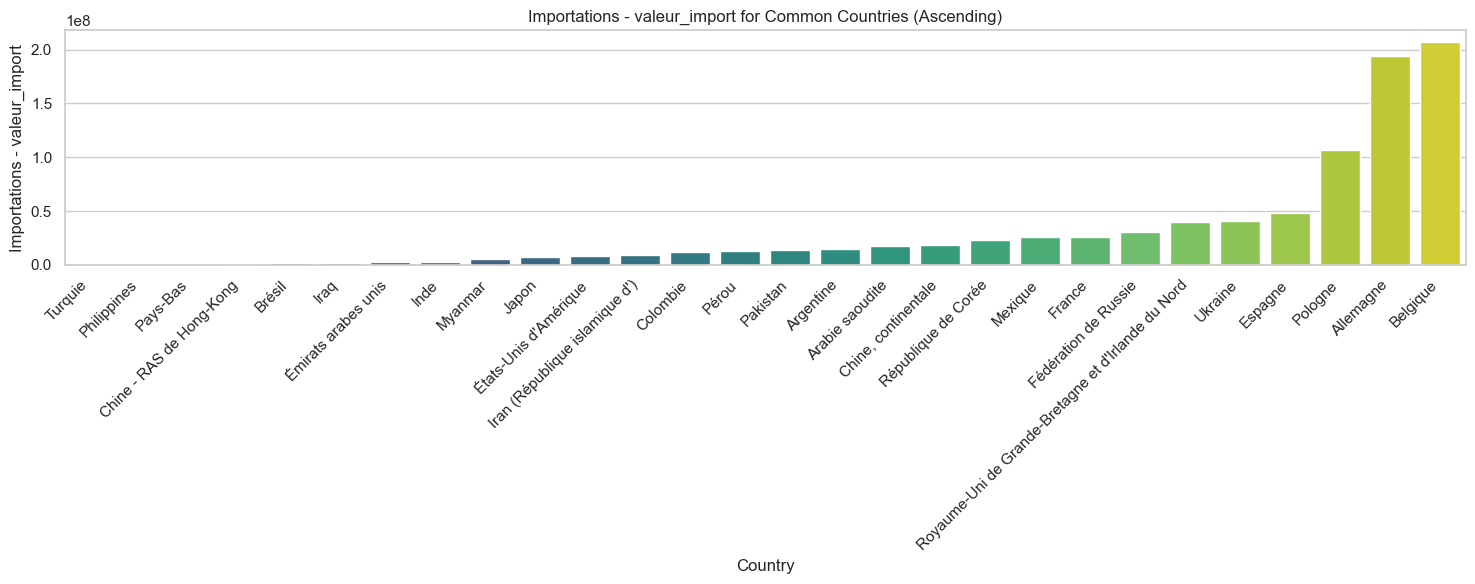 Importations - valeur_import for Common Countries (Ascending)
1e8
Importations - valeur_import
2.0
1.5
1.0
0.5
0.0
Turquie
Philippines
Pays-Bas
Chine - RAS de Hong-Kong
Brésil
Iraq
Émirats arabes unis
Inde
Myanmar
Japon
États-Unis d'Amérique
Iran (République islamique d')
Colombie
Pérou
Pakistan
Argentine
Arabie saoudite
Chine, continentale
République de Corée
Mexique
France
Fédération de Russie
Royaume-Uni de Grande-Bretagne et d'Irlande du Nord
Ukraine
Espagne
Pologne
Allemagne
Belgique
Country